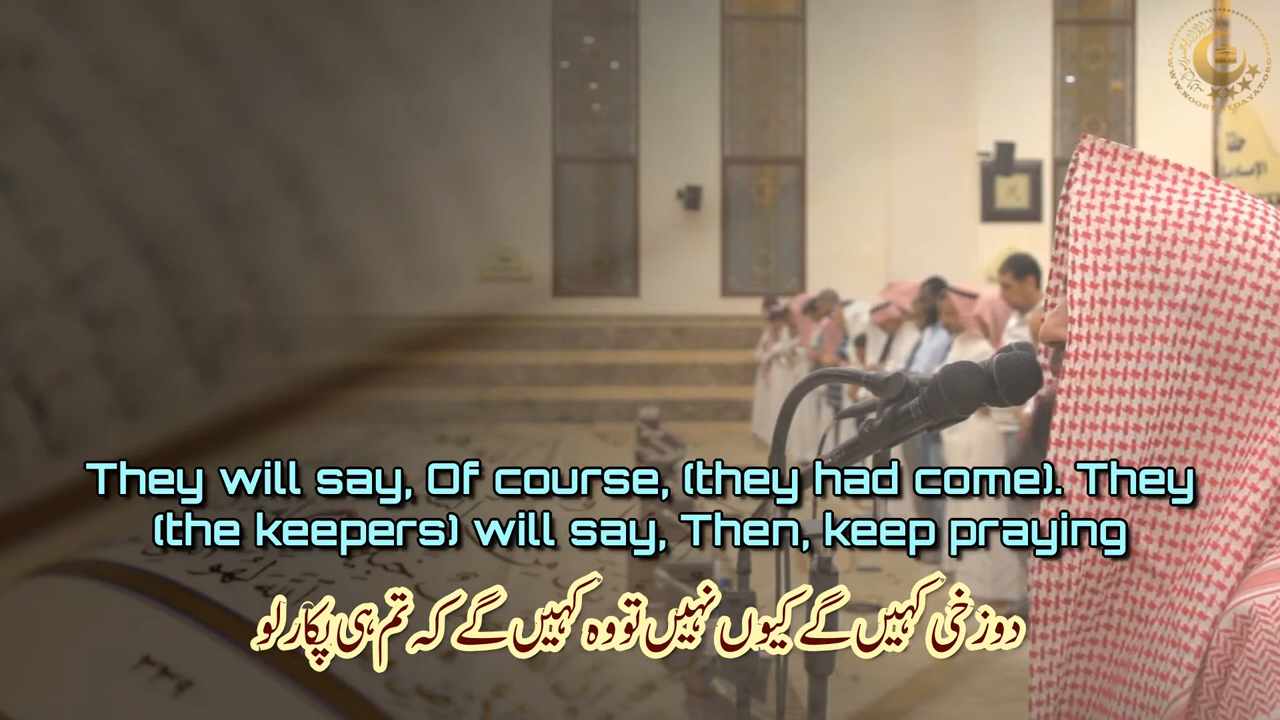 They will say, Of course, (they had come). They
(the keepers) will say, Then, keep praying
دوزخی کہیں گے کیوں نہیں تو وہ کہیں گے کہ تم ہی پکار لو